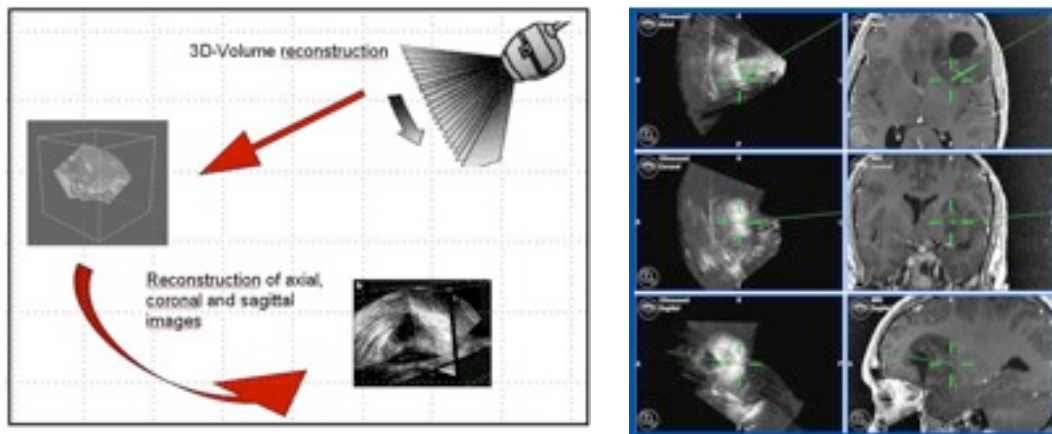 3D-Volume reconstruction
Reconstruction of axial,
coronal and sagittal
images